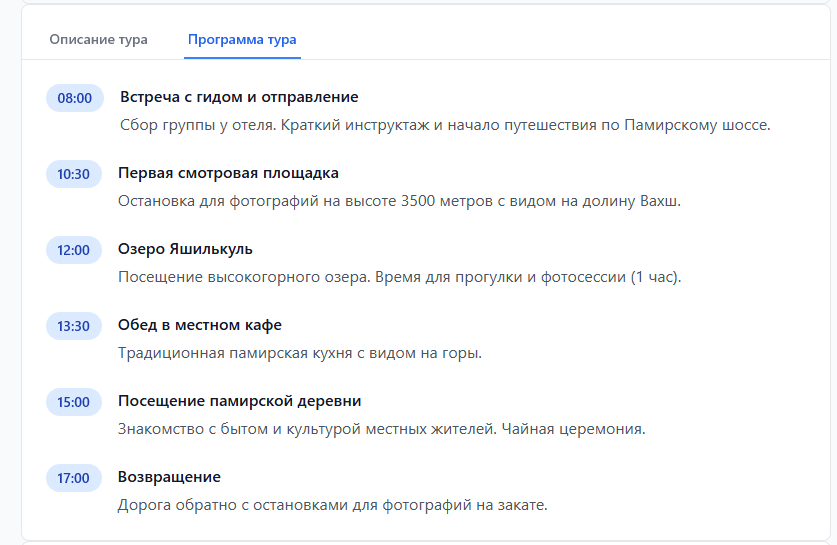 Описание тура
Программа тура
08:00
Встреча с гидом и отправление
Сбор группы у отеля. Краткий инструктаж и начало путешествия по Памирскому шоссе.
10:30
Первая смотровая площадка
Остановка для фотографий на высоте 3500 метров с видом на долину Вахш.
12:00
Озеро Яшилькуль
Посещение высокогорного озера. Время для прогулки и фотосессии (1 час).
13:30
Обед в местном кафе
Традиционная памирская кухня с видом на горы.
15:00
Посещение памирской деревни
Знакомство с бытом и культурой местных жителей. Чайная церемония.
17:00
Возвращение
Дорога обратно с остановками для фотографий на закате.